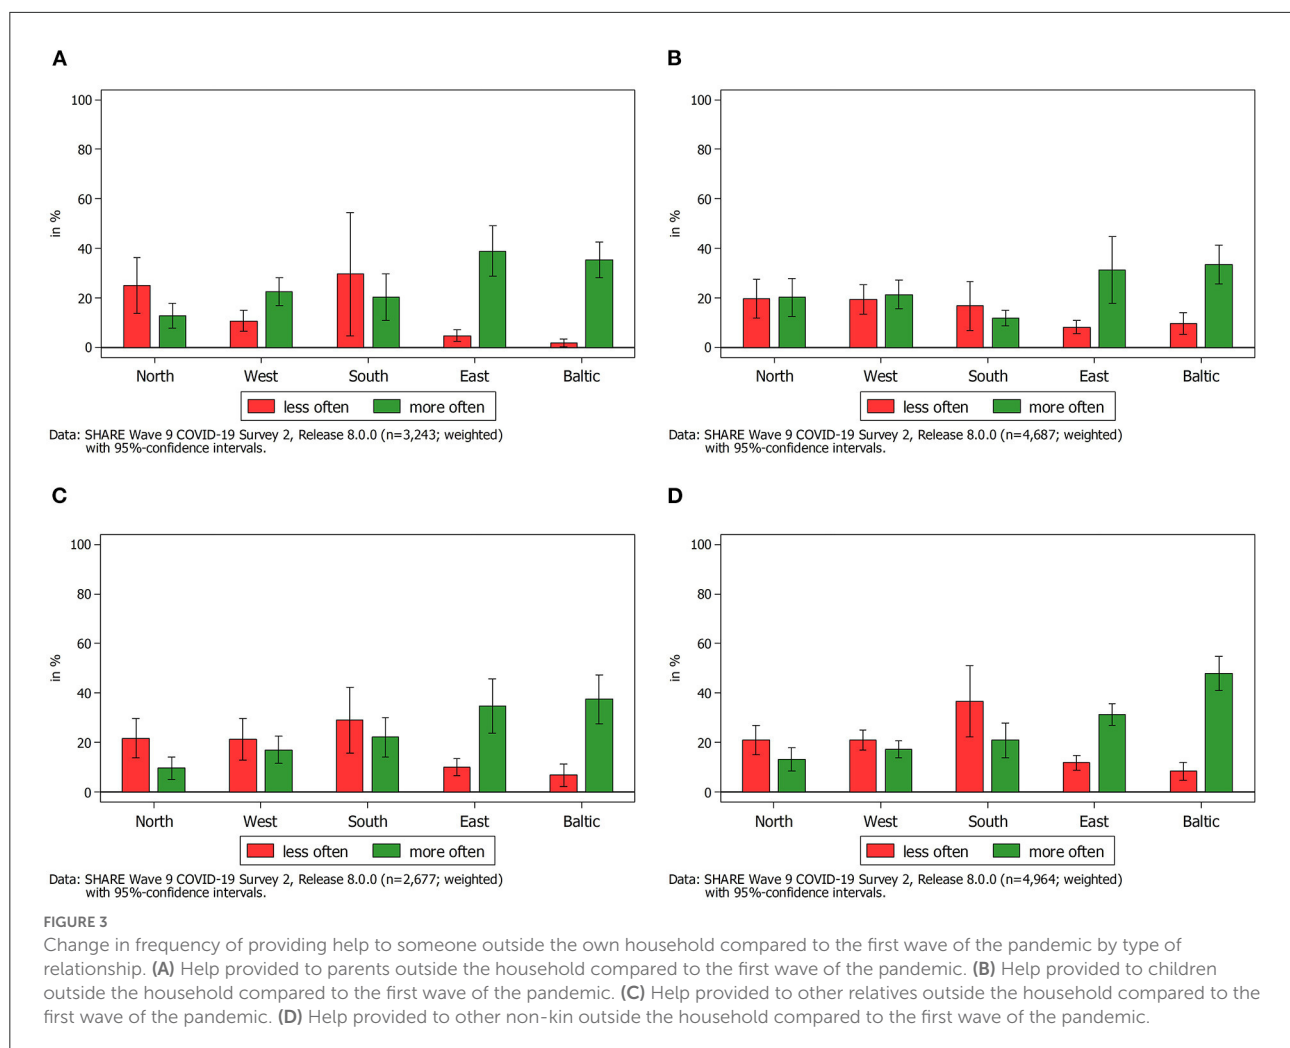 A
100
80
60
40
20
0
in %
North West South East Baltic
less often more often
Data: SHARE Wave 9 COVID-19 Survey 2, Release 8.0.0 (n=3,243; weighted)
with 95%-confidence intervals.
B
100
80
60
40
20
0
in %
North West South East Baltic
less often more often
Data: SHARE Wave 9 COVID-19 Survey 2, Release 8.0.0 (n=4,687; weighted)
with 95%-confidence intervals.
C
100
80
60
40
20
0
in %
North West South East Baltic
less often more often
Data: SHARE Wave 9 COVID-19 Survey 2, Release 8.0.0 (n=2,677; weighted)
with 95%-confidence intervals.
D
100
80
60
40
20
0
in %
North West South East Baltic
less often more often
Data: SHARE Wave 9 COVID-19 Survey 2, Release 8.0.0 (n=4,964; weighted)
with 95%-confidence intervals.
FIGURE 3
Change in frequency of providing help to someone outside the own household compared to the first wave of the pandemic by type of
relationship. (A) Help provided to parents outside the household compared to the first wave of the pandemic. (B) Help provided to children
outside the household compared to the first wave of the pandemic. (C) Help provided to other relatives outside the household compared to the
first wave of the pandemic. (D) Help provided to other non-kin outside the household compared to the first wave of the pandemic.